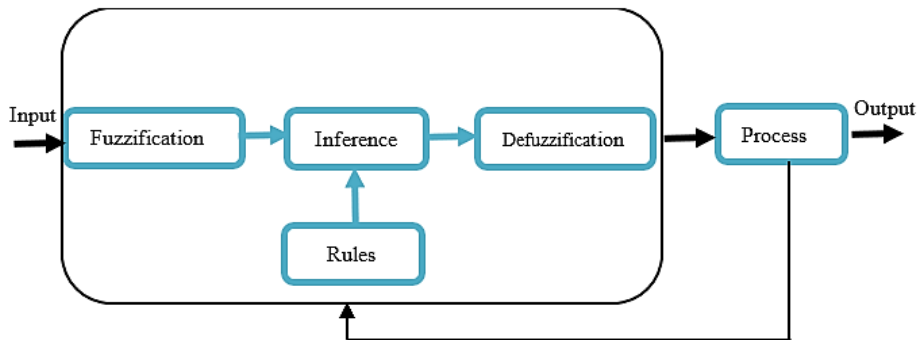 Input
Fuzzification
Inference
Defuzzification
Process
Output
Rules